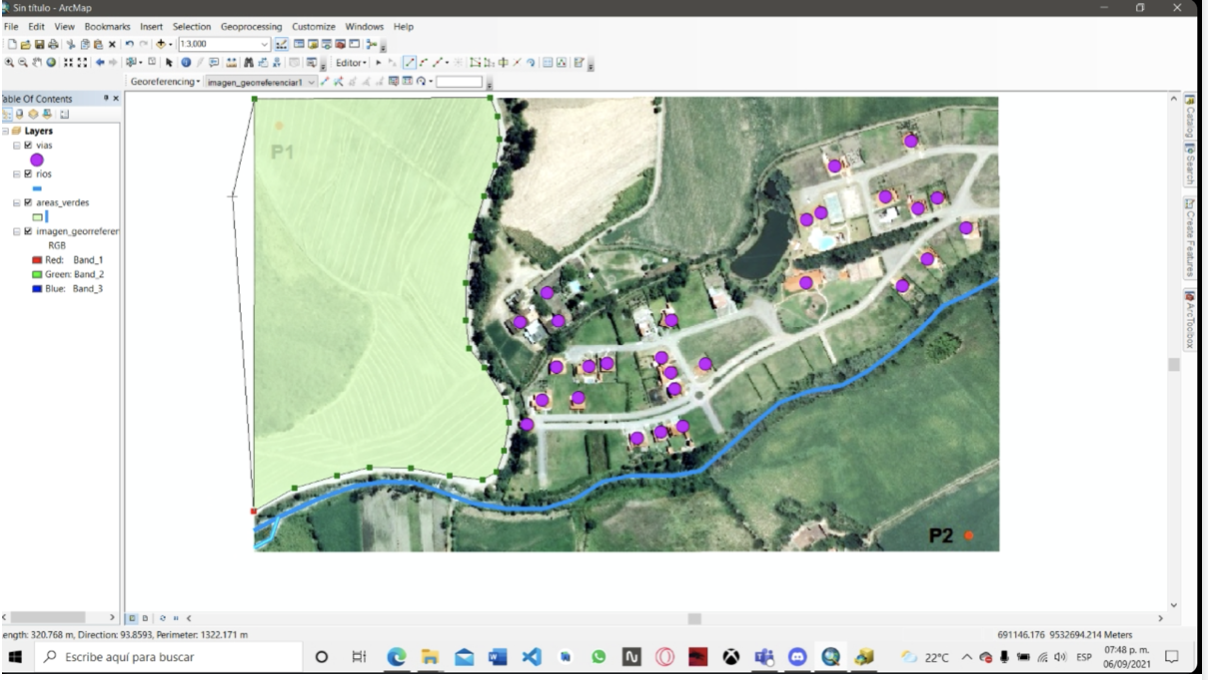 Sin título - ArcMap
File Edit View Bookmarks Insert Selection Geoprocessing Customize Windows Help
1:3,000
Editor
Georeferencing imagen_georreferenciar1
able Of Contents
Layers
vias
rios
areas_verdes
imagen_georrefer
RGB
Red: Band_1
Green: Band_2
Blue: Band_3
P1
P2
Catalog
Search
Create Features
ArcToolbox
ength: 320.768 m, Direction: 93.8593, Perimeter: 1322.171 m
691146.176 9532694.214 Meters
Escribe aquí para buscar
22°C
ESP
07:48 p. m.
06/09/2021